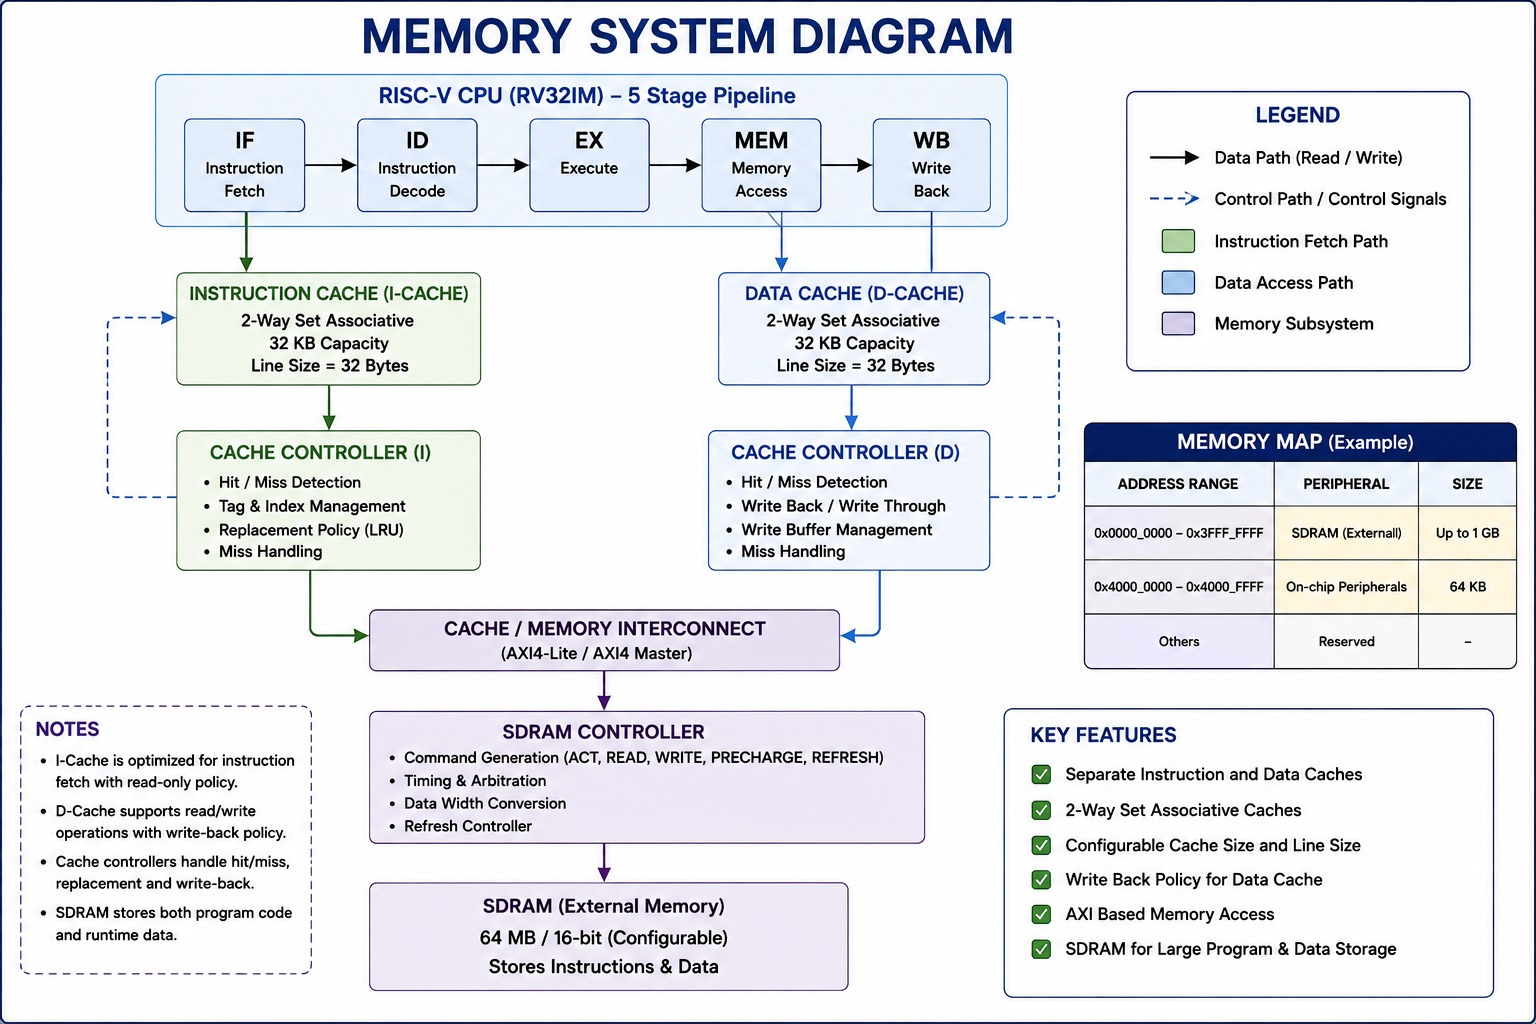 MEMORY SYSTEM DIAGRAM
RISC-V CPU (RV32IM) – 5 Stage Pipeline
IF
Instruction
Fetch
ID
Instruction
Decode
EX
Execute
MEM
Memory
Access
WB
Write
Back
LEGEND
Data Path (Read / Write)
Control Path / Control Signals
Instruction Fetch Path
Data Access Path
Memory Subsystem
INSTRUCTION CACHE (I-CACHE)
2-Way Set Associative
32 KB Capacity
Line Size = 32 Bytes
DATA CACHE (D-CACHE)
2-Way Set Associative
32 KB Capacity
Line Size = 32 Bytes
CACHE CONTROLLER (I)
• Hit / Miss Detection
• Tag & Index Management
• Replacement Policy (LRU)
• Miss Handling
CACHE CONTROLLER (D)
• Hit / Miss Detection
• Write Back / Write Through
• Write Buffer Management
• Miss Handling
MEMORY MAP (Example)
ADDRESS RANGE PERIPHERAL SIZE
0x0000_0000 – 0x3FFF_FFFF SDRAM (Externall) Up to 1 GB
0x4000_0000 – 0x4000_FFFF On-chip Peripherals 64 KB
Others Reserved –
CACHE / MEMORY INTERCONNECT
(AXI4-Lite / AXI4 Master)
SDRAM CONTROLLER
• Command Generation (ACT, READ, WRITE, PRECHARGE, REFRESH)
• Timing & Arbitration
• Data Width Conversion
• Refresh Controller
SDRAM (External Memory)
64 MB / 16-bit (Configurable)
Stores Instructions & Data
NOTES
• I-Cache is optimized for instruction
fetch with read-only policy.
• D-Cache supports read/write
operations with write-back policy.
• Cache controllers handle hit/miss,
replacement and write-back.
• SDRAM stores both program code
and runtime data.
KEY FEATURES
Separate Instruction and Data Caches
2-Way Set Associative Caches
Configurable Cache Size and Line Size
Write Back Policy for Data Cache
AXI Based Memory Access
SDRAM for Large Program & Data Storage